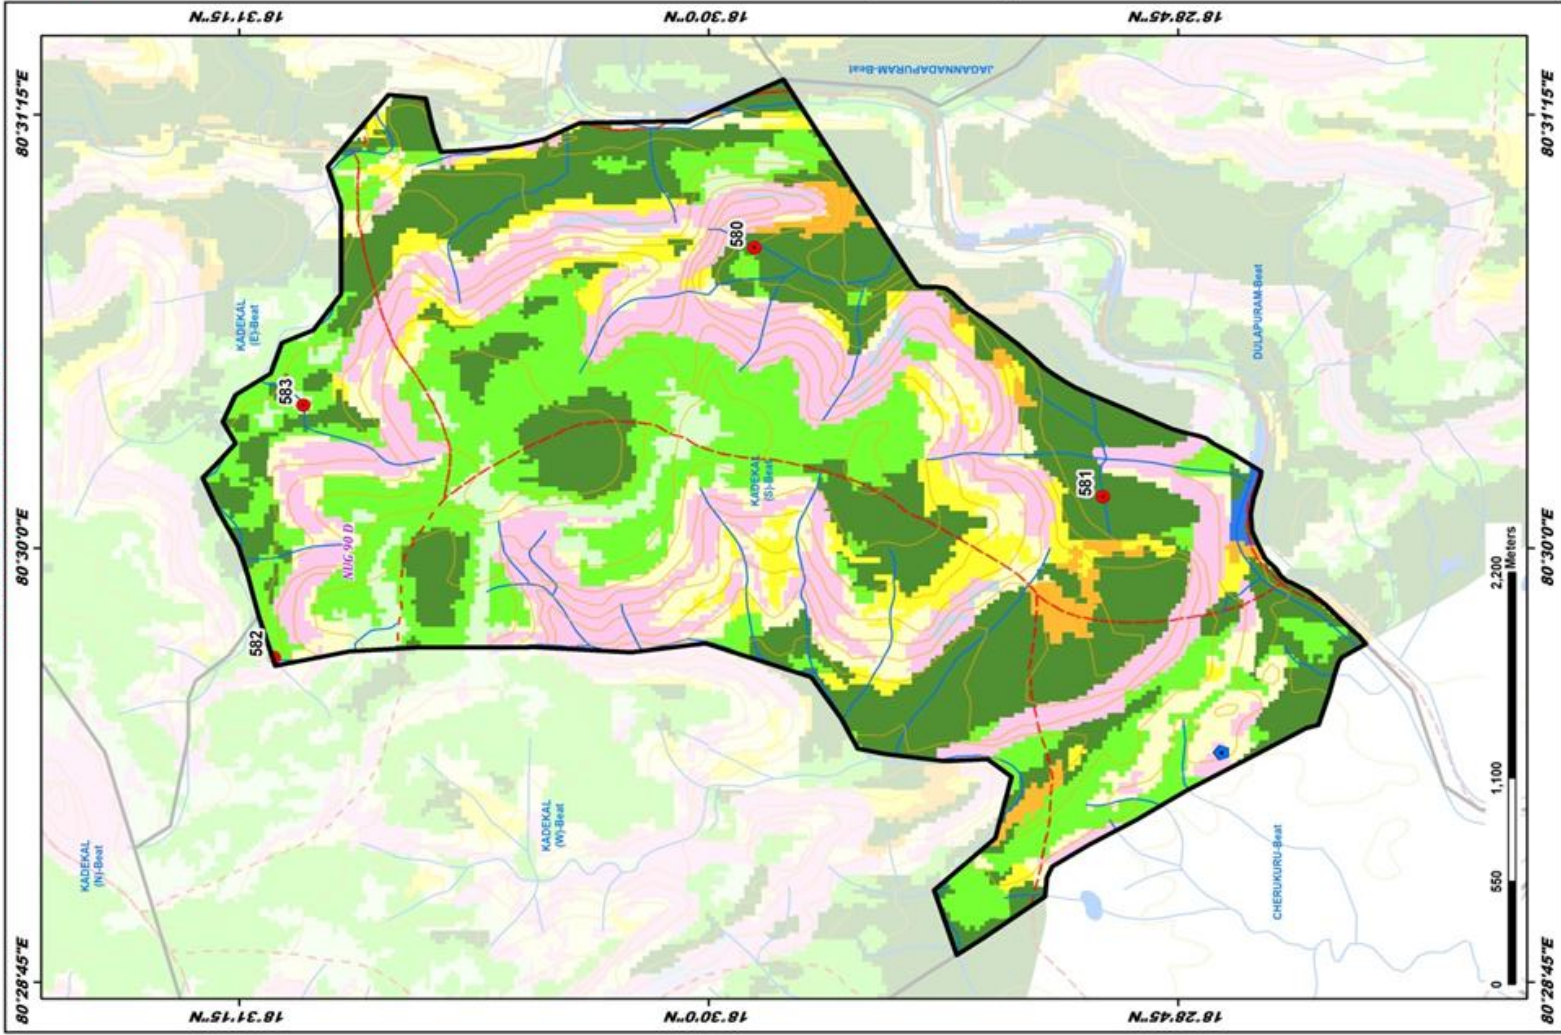 18°31'15"N
18°30'0"N
18°28'45"N
80°31'15"E
80°31'15"E
JAGANNADAPURAM-Beat
580
KADEKAL
(E)-Beat
DULAPURAM-Beat
583
KADEKAL
(S)-Beat
581
80°30'0"E
80°30'0"E
NUG 90 D
582
KADEKAL
(N)-Beat
KADEKAL
(W)-Beat
CHERUKURU-Beat
0
550
1,100
2,200
Meters
80°28'45"E
80°28'45"E
18°31'15"N
18°30'0"N
18°28'45"N